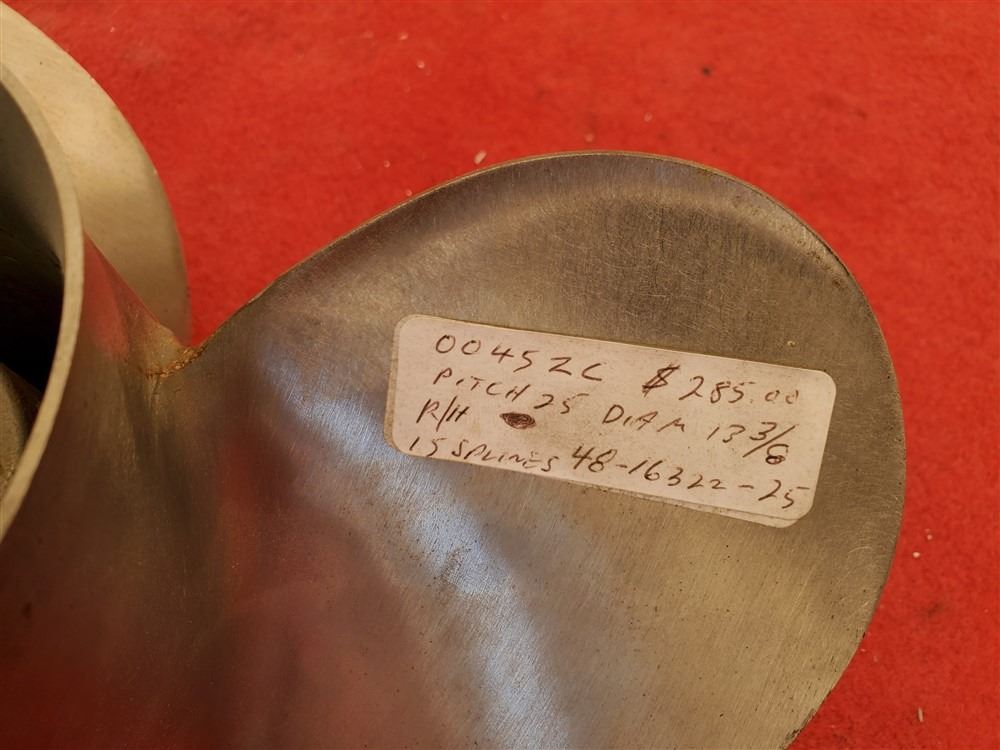 00452C $285.00
PITCH 25 DIAM 13 3/8
R/H
15 SPLINES 48-16322-25